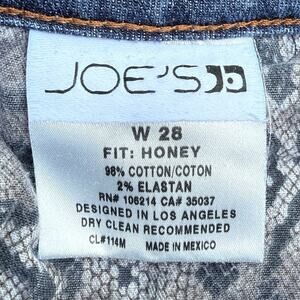 JOE'S
W 28
FIT: HONEY
98% COTTON/COTON
2% ELASTAN
RN# 106214 CA# 35037
DESIGNED IN LOS ANGELES
DRY CLEAN RECOMMENDED
CL#114M MADE IN MEXICO